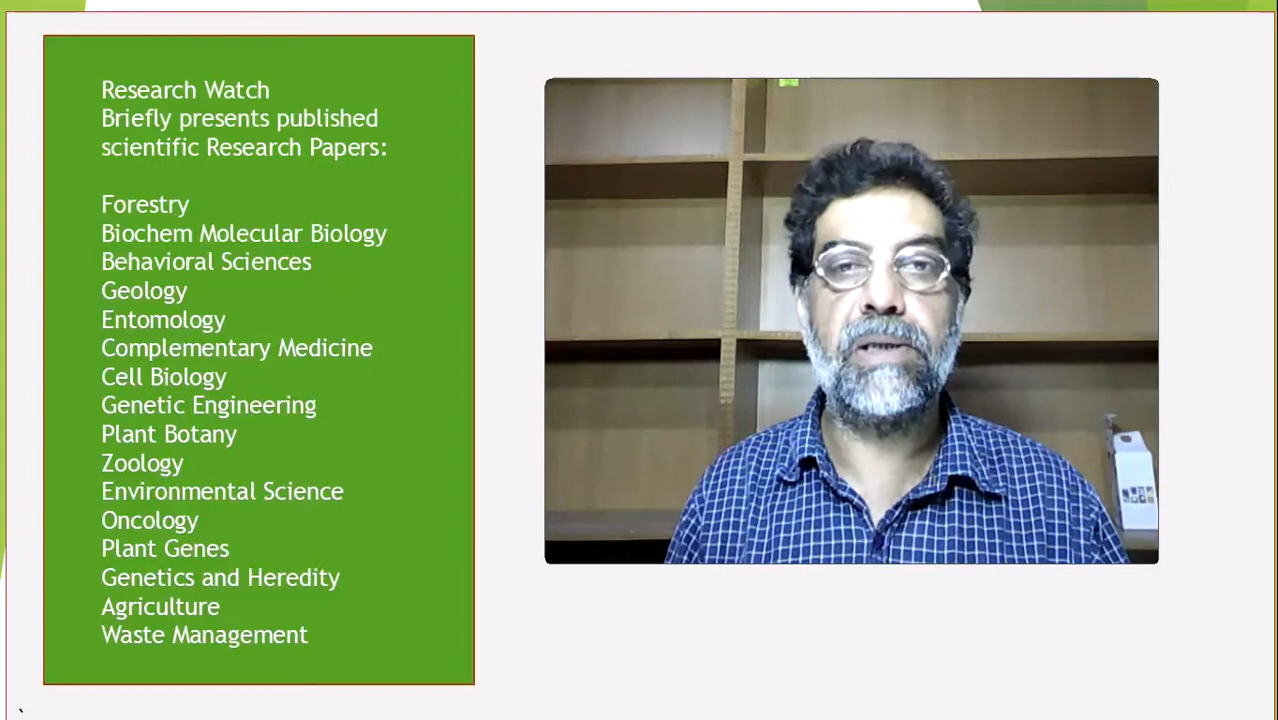 Research Watch
Briefly presents published
scientific Research Papers:
Forestry
Biochem Molecular Biology
Behavioral Sciences
Geology
Entomology
Complementary Medicine
Cell Biology
Genetic Engineering
Plant Botany
Zoology
Environmental Science
Oncology
Plant Genes
Genetics and Heredity
Agriculture
Waste Management
`